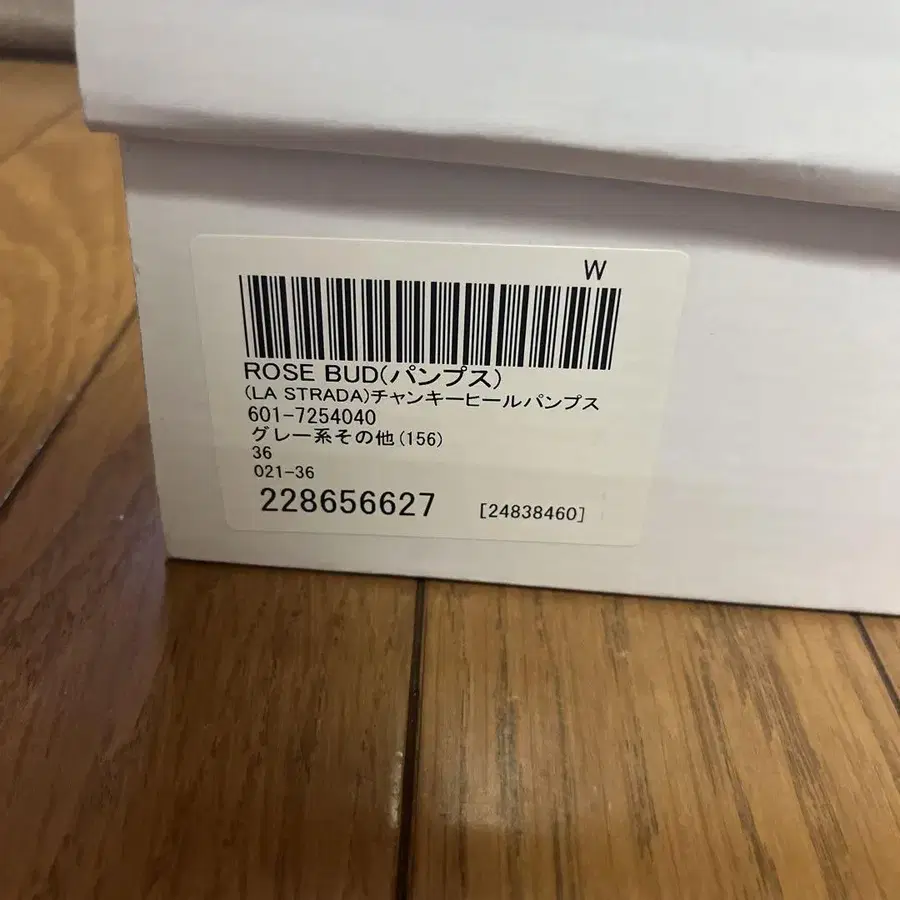 W
ROSE BUD(パンプス)
(LA STRADA)チャンキーヒールパンプス
601-7254040
グレー系その他(156)
36
021-36
228656627 [24838460]